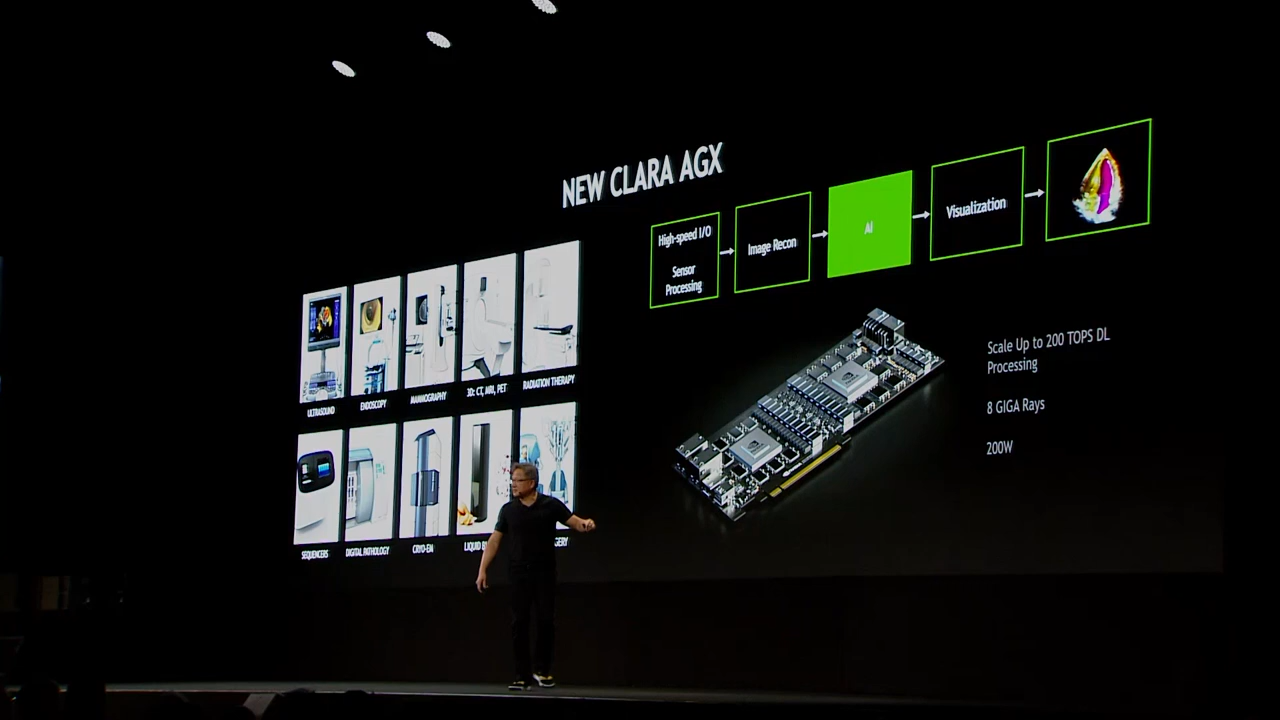 NEW CLARA AGX
High-speed I/O
Sensor
Processing
Image Recon
AI
Visualization
ULTRASOUND
ENDOSCOPY
MAMMOGRAPHY
3D: CT, MRI, PET
RADIATION THERAPY
SEQUENCERS
DIGITAL PATHOLOGY
CRYO-EM
LIQUID
Scale Up to 200 TOPS DL
Processing
8 GIGA Rays
200W